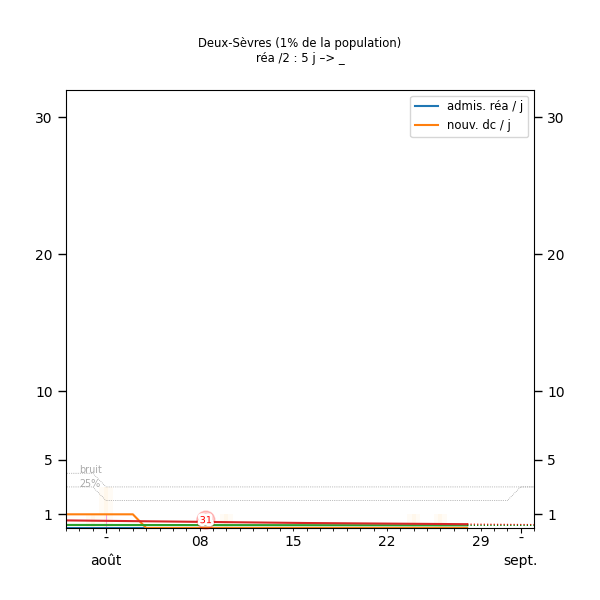 Deux-Sèvres (1% de la population)
réa /2 : 5 j –> _
admis. réa / j
nouv. dc / j
30 30
20 20
10 10
5 5
1 1
bruit
25%
31
- 08 15 22 29 -
août sept.